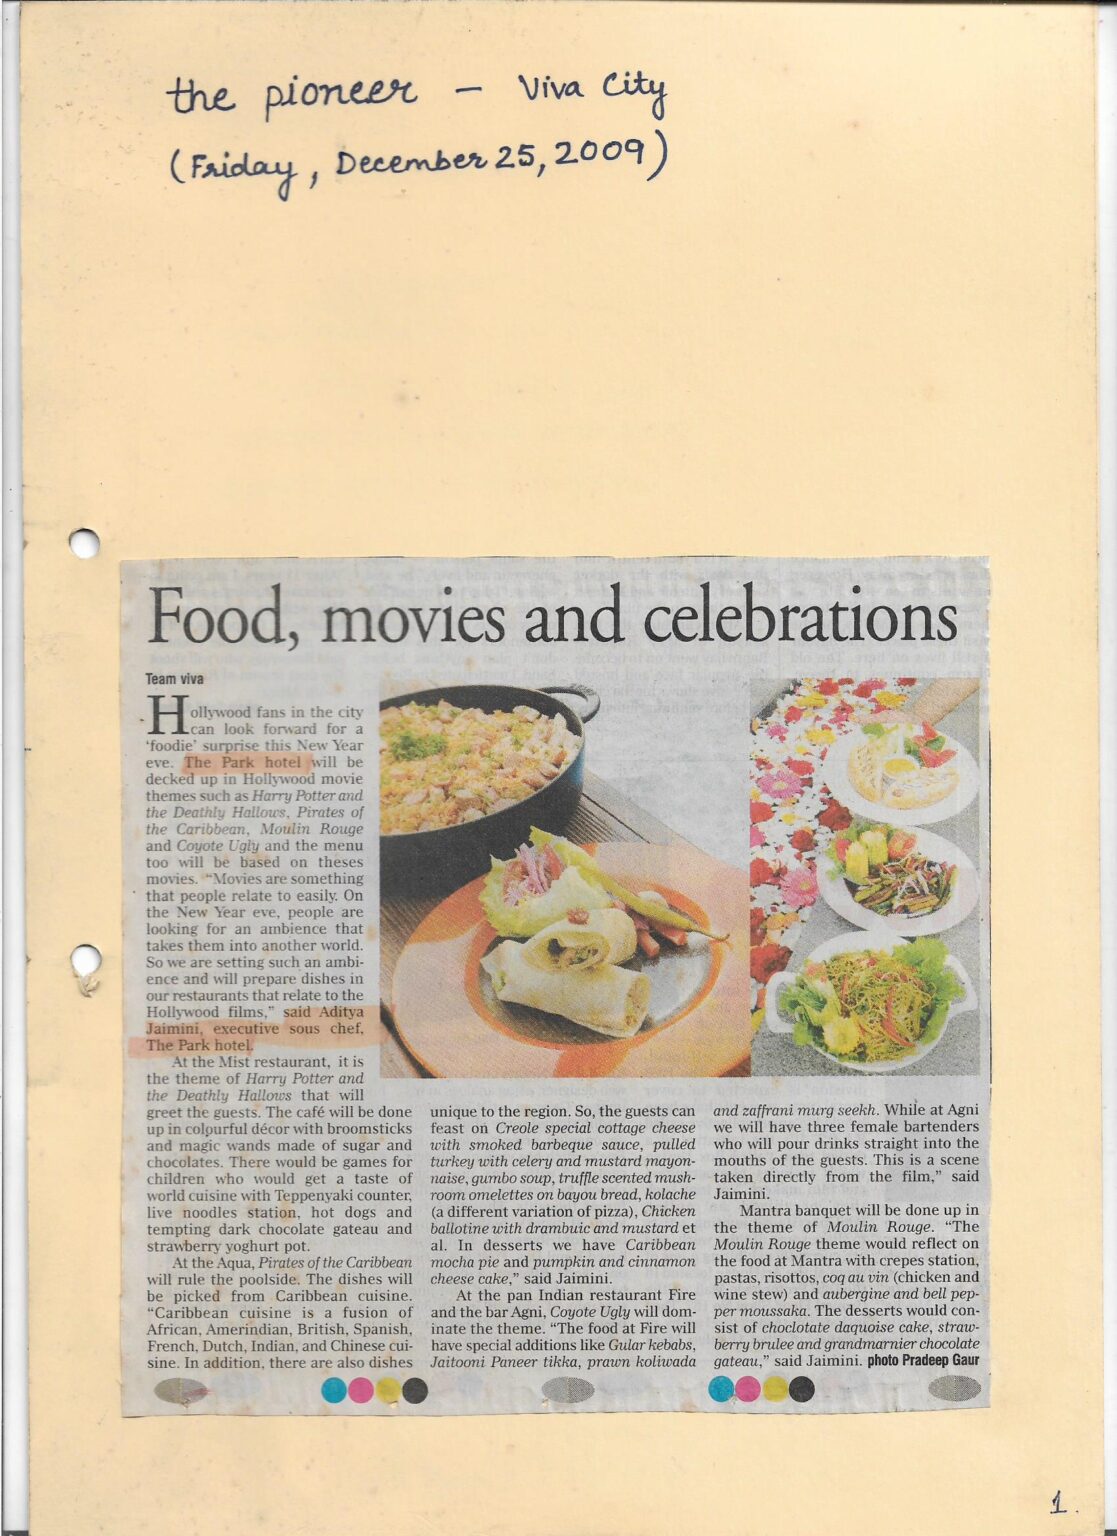 the pioneer – Viva City
(Friday, December 25, 2009)
Food, movies and celebrations
Team viva
Hollywood fans in the city
can look forward for a
'foodie' surprise this New Year
eve. The Park hotel will be
decked up in Hollywood movie
themes such as Harry Potter and
the Deathly Hallows, Pirates of
the Caribbean, Moulin Rouge
and Coyote Ugly and the menu
too will be based on theses
movies. "Movies are something
that people relate to easily. On
the New Year eve, people are
looking for an ambience that
takes them into another world.
So we are setting such an ambi-
ence and will prepare dishes in
our restaurants that relate to the
Hollywood films," said Aditya
Jaimini, executive sous chef,
The Park hotel.
At the Mist restaurant, it is
the theme of Harry Potter and
the Deathly Hallows that will
greet the guests. The café will be done
up in colpurful décor with broomsticks
and magic wands made of sugar and
chocolates. There would be games for
children who would get a taste of
world cuisine with Teppenyaki counter,
live noodles station, hot dogs and
tempting dark chocolate gateau and
strawberry yoghurt pot.
At the Aqua, Pirates of the Caribbean
will rule the poolside. The dishes will
be picked from Caribbean cuisine.
"Caribbean cuisine is a fusion of
African, Amerindian, British, Spanish,
French, Dutch, Indian, and Chinese cui-
sine. In addition, there are also dishes
unique to the region. So, the guests can
feast on Creole special cottage cheese
with smoked barbeque sauce, pulled
turkey with celery and mustard mayon-
naise, gumbo soup, truffle scented mush-
room omelettes on bayou bread, kolache
(a different variation of pizza), Chicken
ballotine with drambuic and mustard et
al. In desserts we have Caribbean
mocha pie and pumpkin and cinnamon
cheese cake," said Jaimini.
At the pan Indian restaurant Fire
and the bar Agni, Coyote Ugly will dom-
inate the theme. "The food at Fire will
have special additions like Gular kebabs,
Jaitooni Paneer tikka, prawn koliwada
and zaffrani murg seekh. While at Agni
we will have three female bartenders
who will pour drinks straight into the
mouths of the guests. This is a scene
taken directly from the film," said
Jaimini.
Mantra banquet will be done up in
the theme of Moulin Rouge. "The
Moulin Rouge theme would reflect on
the food at Mantra with crepes station,
pastas, risottos, coq au vin (chicken and
wine stew) and aubergine and bell pep-
per moussaka. The desserts would con-
sist of choclotate daquoise cake, straw-
berry brulee and grandmarnier chocolate
gateau," said Jaimini. photo Pradeep Gaur
1.